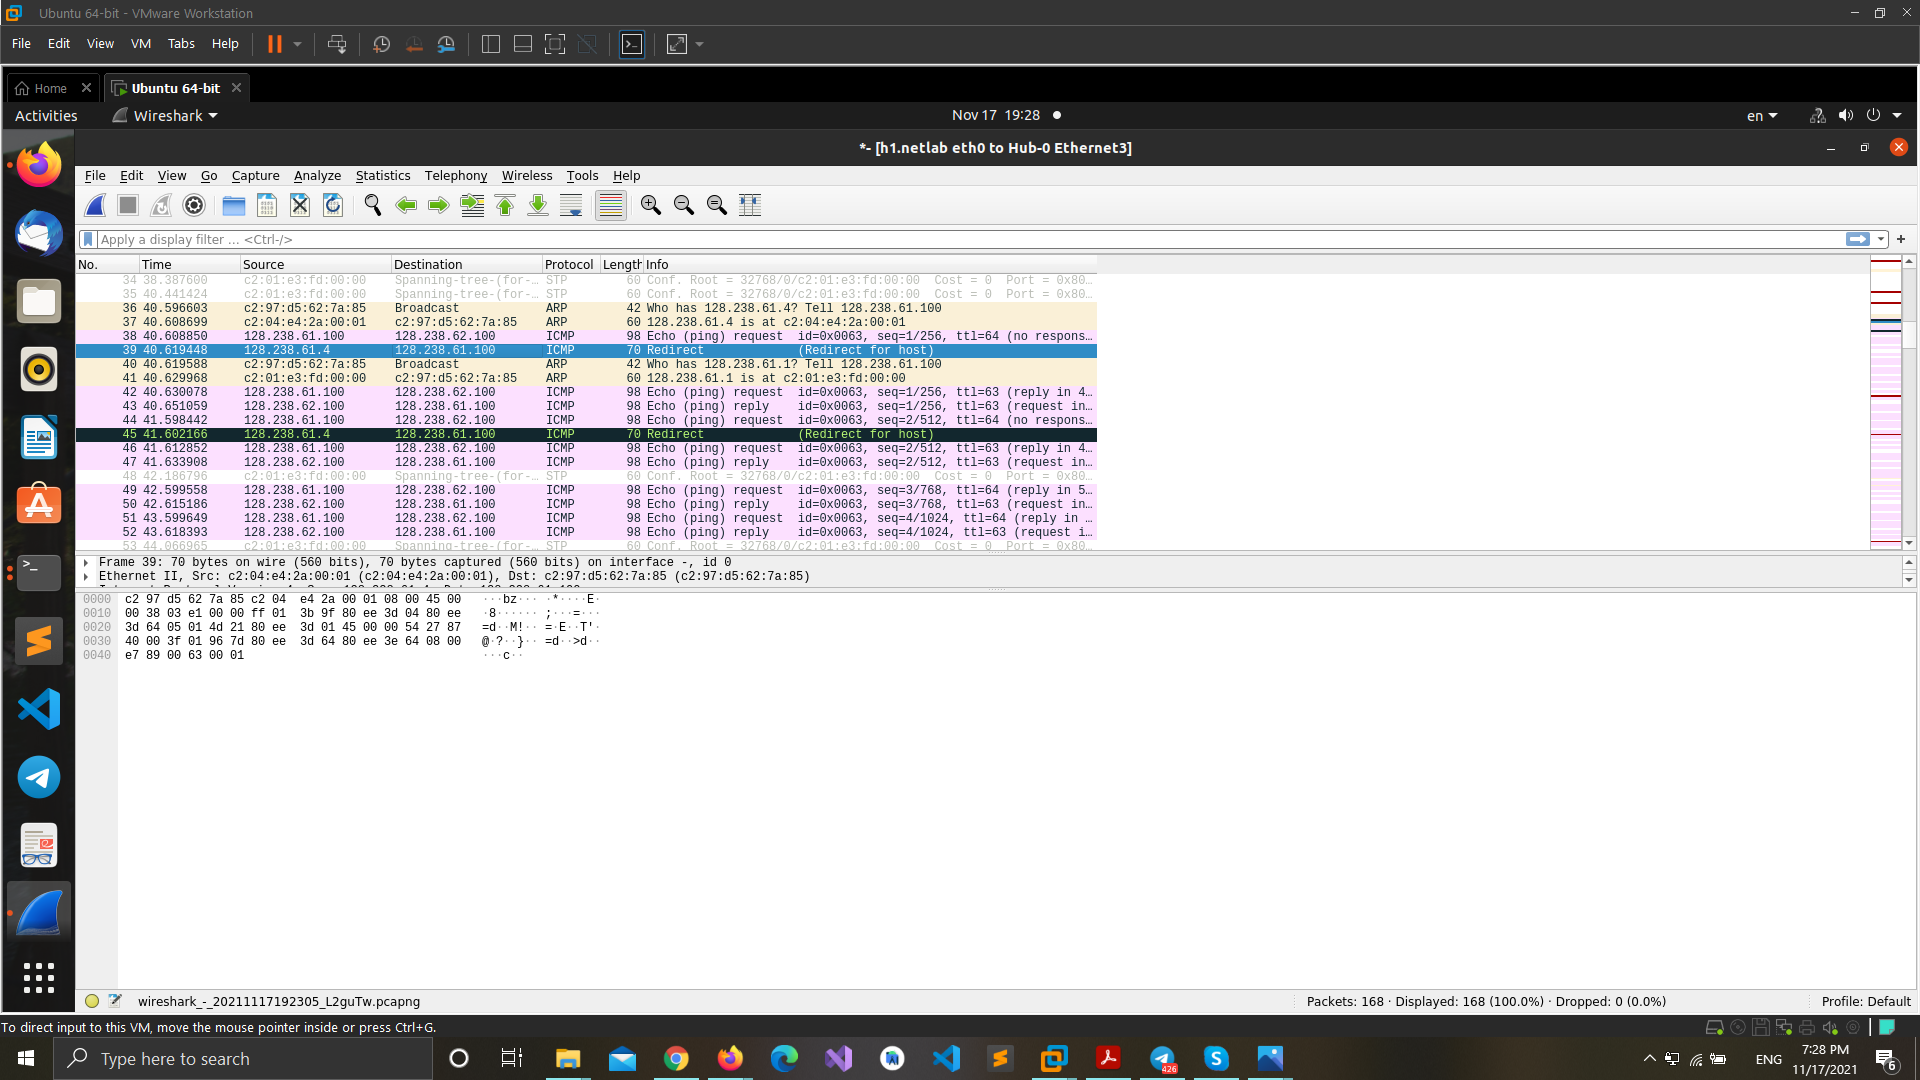 Ubuntu 64-bit - VMware Workstation
File Edit View VM Tabs Help
Home
Ubuntu 64-bit
Activities Wireshark Nov 17 19:28 en
*- [h1.netlab eth0 to Hub-0 Ethernet3]
File Edit View Go Capture Analyze Statistics Telephony Wireless Tools Help
Apply a display filter ... <Ctrl-/>
No. Time Source Destination Protocol Length Info
34 38.387600 c2:01:e3:fd:00:00 Spanning-tree-(for-... STP 60 Conf. Root = 32768/0/c2:01:e3:fd:00:00 Cost = 0 Port = 0x80...
35 40.441424 c2:01:e3:fd:00:00 Spanning-tree-(for-... STP 60 Conf. Root = 32768/0/c2:01:e3:fd:00:00 Cost = 0 Port = 0x80...
36 40.596603 c2:97:d5:62:7a:85 Broadcast ARP 42 Who has 128.238.61.4? Tell 128.238.61.100
37 40.608699 c2:04:e4:2a:00:01 c2:97:d5:62:7a:85 ARP 60 128.238.61.4 is at c2:04:e4:2a:00:01
38 40.608850 128.238.61.100 128.238.62.100 ICMP 98 Echo (ping) request id=0x0063, seq=1/256, ttl=64 (no respons...
39 40.619448 128.238.61.4 128.238.61.100 ICMP 70 Redirect (Redirect for host)
40 40.619588 c2:97:d5:62:7a:85 Broadcast ARP 42 Who has 128.238.61.1? Tell 128.238.61.100
41 40.629968 c2:01:e3:fd:00:00 c2:97:d5:62:7a:85 ARP 60 128.238.61.1 is at c2:01:e3:fd:00:00
42 40.630078 128.238.61.100 128.238.62.100 ICMP 98 Echo (ping) request id=0x0063, seq=1/256, ttl=63 (reply in 4...
43 40.651059 128.238.62.100 128.238.61.100 ICMP 98 Echo (ping) reply id=0x0063, seq=1/256, ttl=63 (request in...
44 41.598442 128.238.61.100 128.238.62.100 ICMP 98 Echo (ping) request id=0x0063, seq=2/512, ttl=64 (no respons...
45 41.602166 128.238.61.4 128.238.61.100 ICMP 70 Redirect (Redirect for host)
46 41.612852 128.238.61.100 128.238.62.100 ICMP 98 Echo (ping) request id=0x0063, seq=2/512, ttl=63 (reply in 4...
47 41.633908 128.238.62.100 128.238.61.100 ICMP 98 Echo (ping) reply id=0x0063, seq=2/512, ttl=63 (request in...
48 42.186796 c2:01:e3:fd:00:00 Spanning-tree-(for-... STP 60 Conf. Root = 32768/0/c2:01:e3:fd:00:00 Cost = 0 Port = 0x80...
49 42.599558 128.238.61.100 128.238.62.100 ICMP 98 Echo (ping) request id=0x0063, seq=3/768, ttl=64 (reply in 5...
50 42.615186 128.238.62.100 128.238.61.100 ICMP 98 Echo (ping) reply id=0x0063, seq=3/768, ttl=63 (request in...
51 43.599649 128.238.61.100 128.238.62.100 ICMP 98 Echo (ping) request id=0x0063, seq=4/1024, ttl=64 (reply in ...
52 43.618393 128.238.62.100 128.238.61.100 ICMP 98 Echo (ping) reply id=0x0063, seq=4/1024, ttl=63 (request i...
53 44.066965 c2:01:e3:fd:00:00 Spanning-tree-(for-... STP 60 Conf. Root = 32768/0/c2:01:e3:fd:00:00 Cost = 0 Port = 0x80...
Frame 39: 70 bytes on wire (560 bits), 70 bytes captured (560 bits) on interface -, id 0
Ethernet II, Src: c2:04:e4:2a:00:01 (c2:04:e4:2a:00:01), Dst: c2:97:d5:62:7a:85 (c2:97:d5:62:7a:85)
0000 c2 97 d5 62 7a 85 c2 04 e4 2a 00 01 08 00 45 00 ···bz··· ·*····E·
0010 00 38 03 e1 00 00 ff 01 3b 9f 80 ee 3d 04 80 ee ·8······ ;···=···
0020 3d 64 05 01 4d 21 80 ee 3d 01 45 00 00 54 27 87 =d··M!·· =·E··T'·
0030 40 00 3f 01 96 7d 80 ee 3d 64 80 ee 3e 64 08 00 @·?··}·· =d··>d··
0040 e7 89 00 63 00 01 ···c··
wireshark_-_20211117192305_L2guTw.pcapng Packets: 168 · Displayed: 168 (100.0%) · Dropped: 0 (0.0%) Profile: Default
To direct input to this VM, move the mouse pointer inside or press Ctrl+G.
Type here to search
426
ENG
7:28 PM
11/17/2021
6